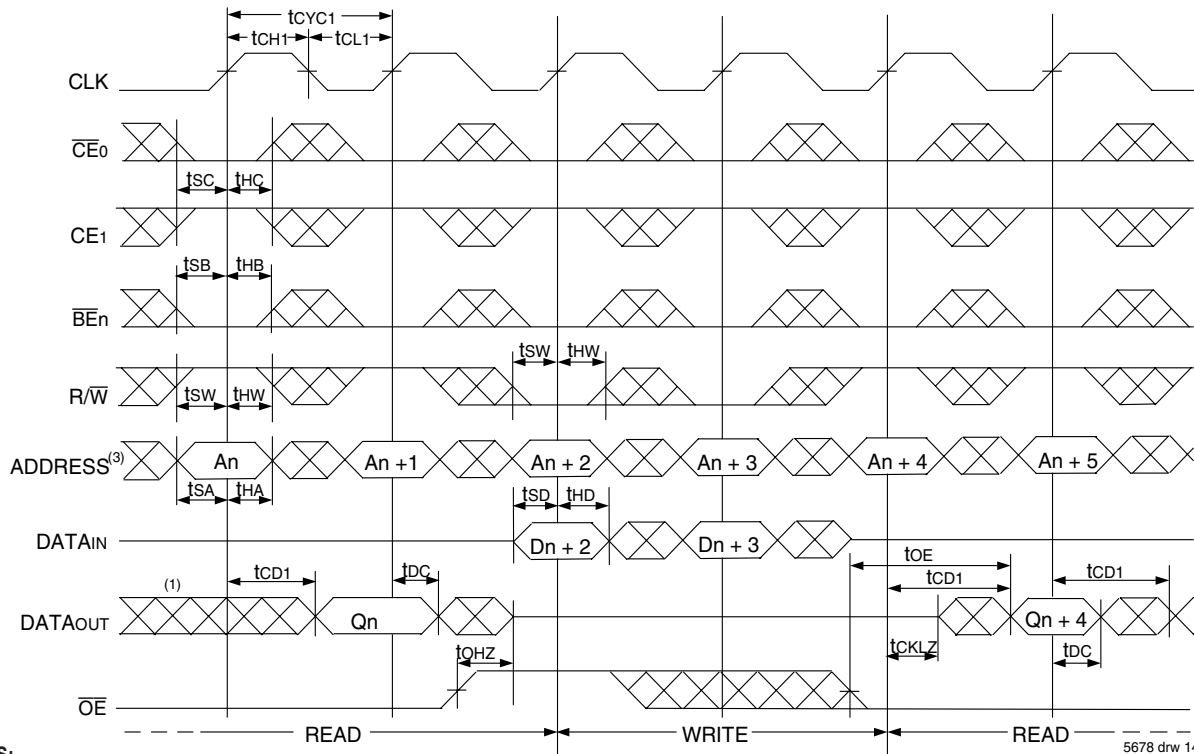 tCYC1
tCH1 tCL1
CLK
CE0
tSC tHC
CE1
tSB tHB
BEn
tSW tHW
R/W
tSW tHW
ADDRESS(3) An An +1 An + 2 An + 3 An + 4 An + 5
tSA tHA
tSD tHD
DATAIN Dn + 2 Dn + 3
tOE
tCD1 tDC tCD1 tCD1
(1)
DATAOUT Qn Qn + 4
tOHZ tCKLZ tDC
OE
READ WRITE READ
5678 drw 14